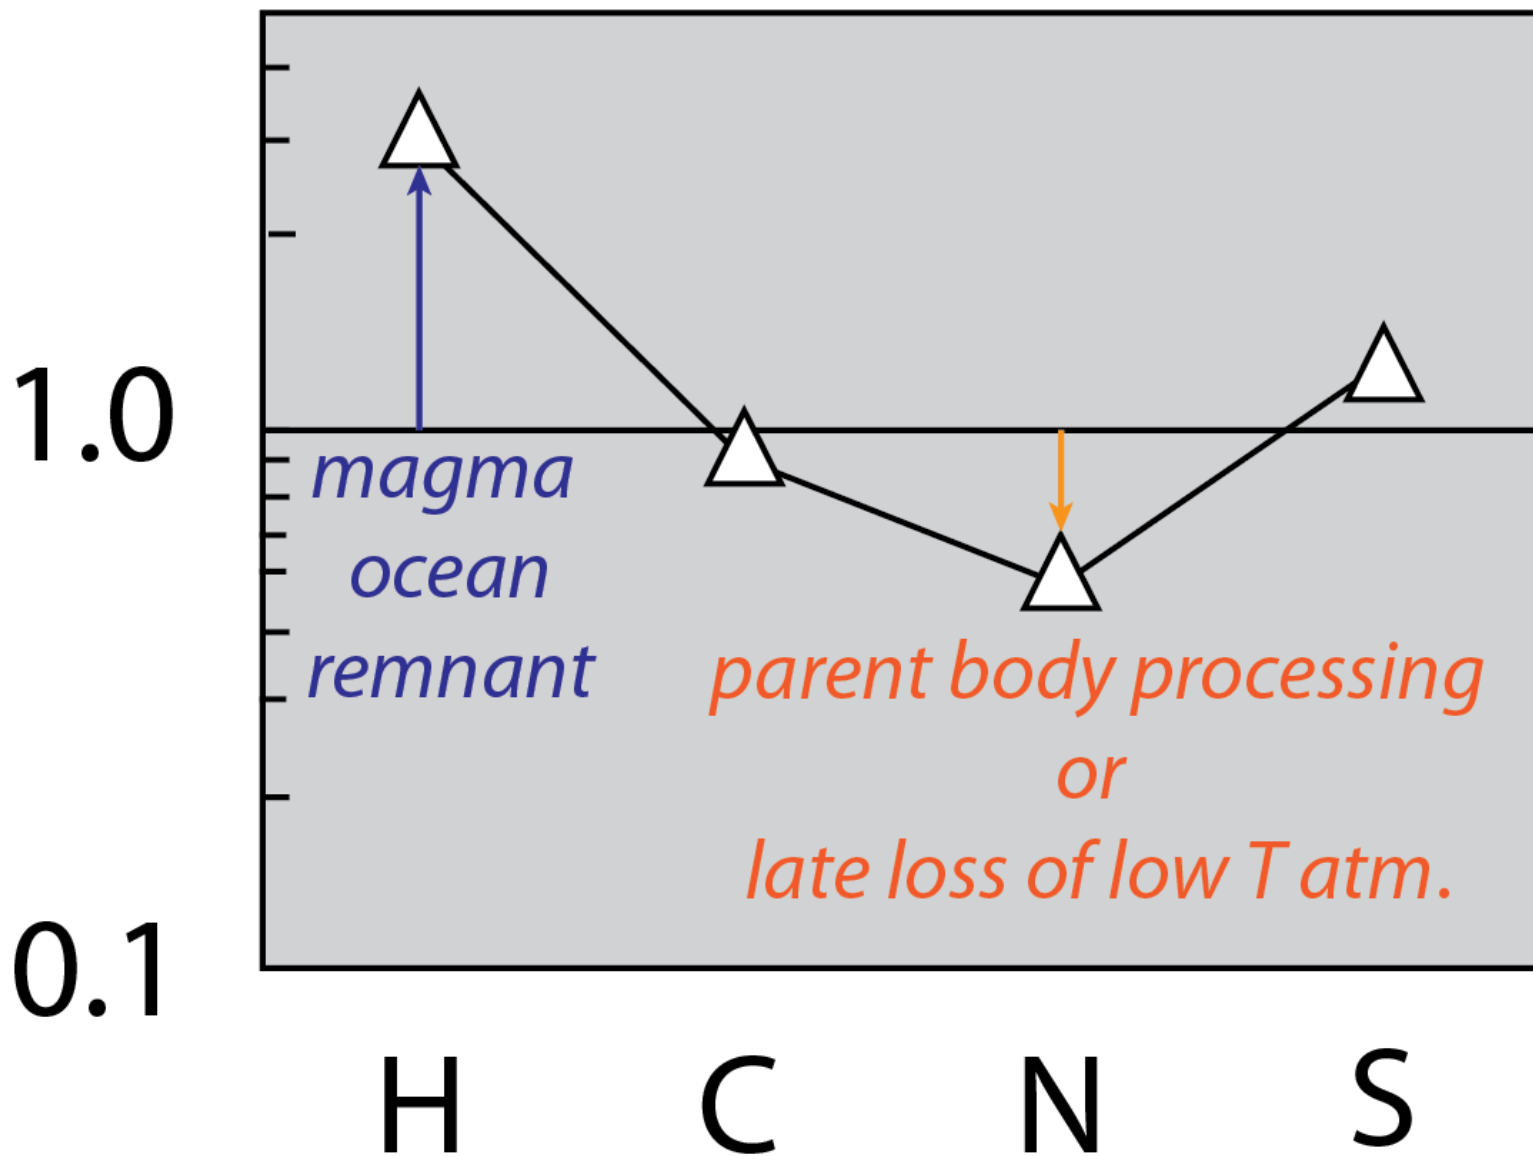 1.0
magma
ocean
remnant
parent body processing
or
late loss of low T atm.
0.1
H C N S